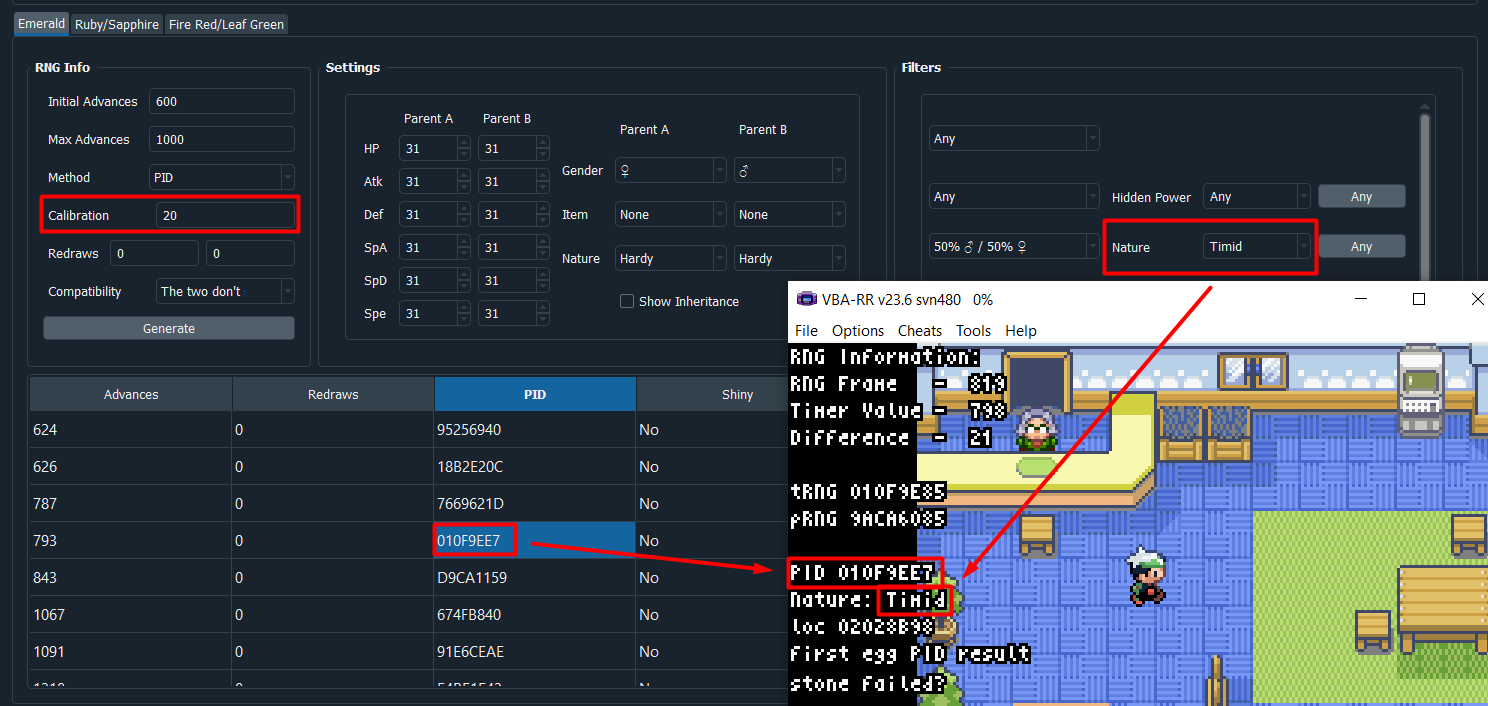 Emerald Ruby/Sapphire Fire Red/Leaf Green
RNG Info
Initial Advances 600
Max Advances 1000
Method PID
Calibration 20
Redraws 0 0
Compatibility The two don't
Generate
Settings
Parent A Parent B
HP 31 31
Atk 31 31
Def 31 31
SpA 31 31
SpD 31 31
Spe 31 31
Parent A Parent B
Gender ♀ ♂
Item None None
Nature Hardy Hardy
Show Inheritance
Filters
Any
Any Hidden Power Any Any
50% ♂ / 50% ♀ Nature Timid Any
Advances Redraws PID Shiny
624 0 95256940 No
626 0 18B2E20C No
787 0 7669621D No
793 0 010F9EE7 No
843 0 D9CA1159 No
1067 0 674FB840 No
1091 0 91E6CEAE No
VBA-RR v23.6 svn480 0%
File Options Cheats Tools Help
RNG Information:
RNG Frame - 819
Timer Value - 798
Difference - 21
tRNG 010F9E85
pRNG 9ACA6085
PID 010F9EE7
Nature: Timid
loc 02028B98
first egg PID result
stone failed?